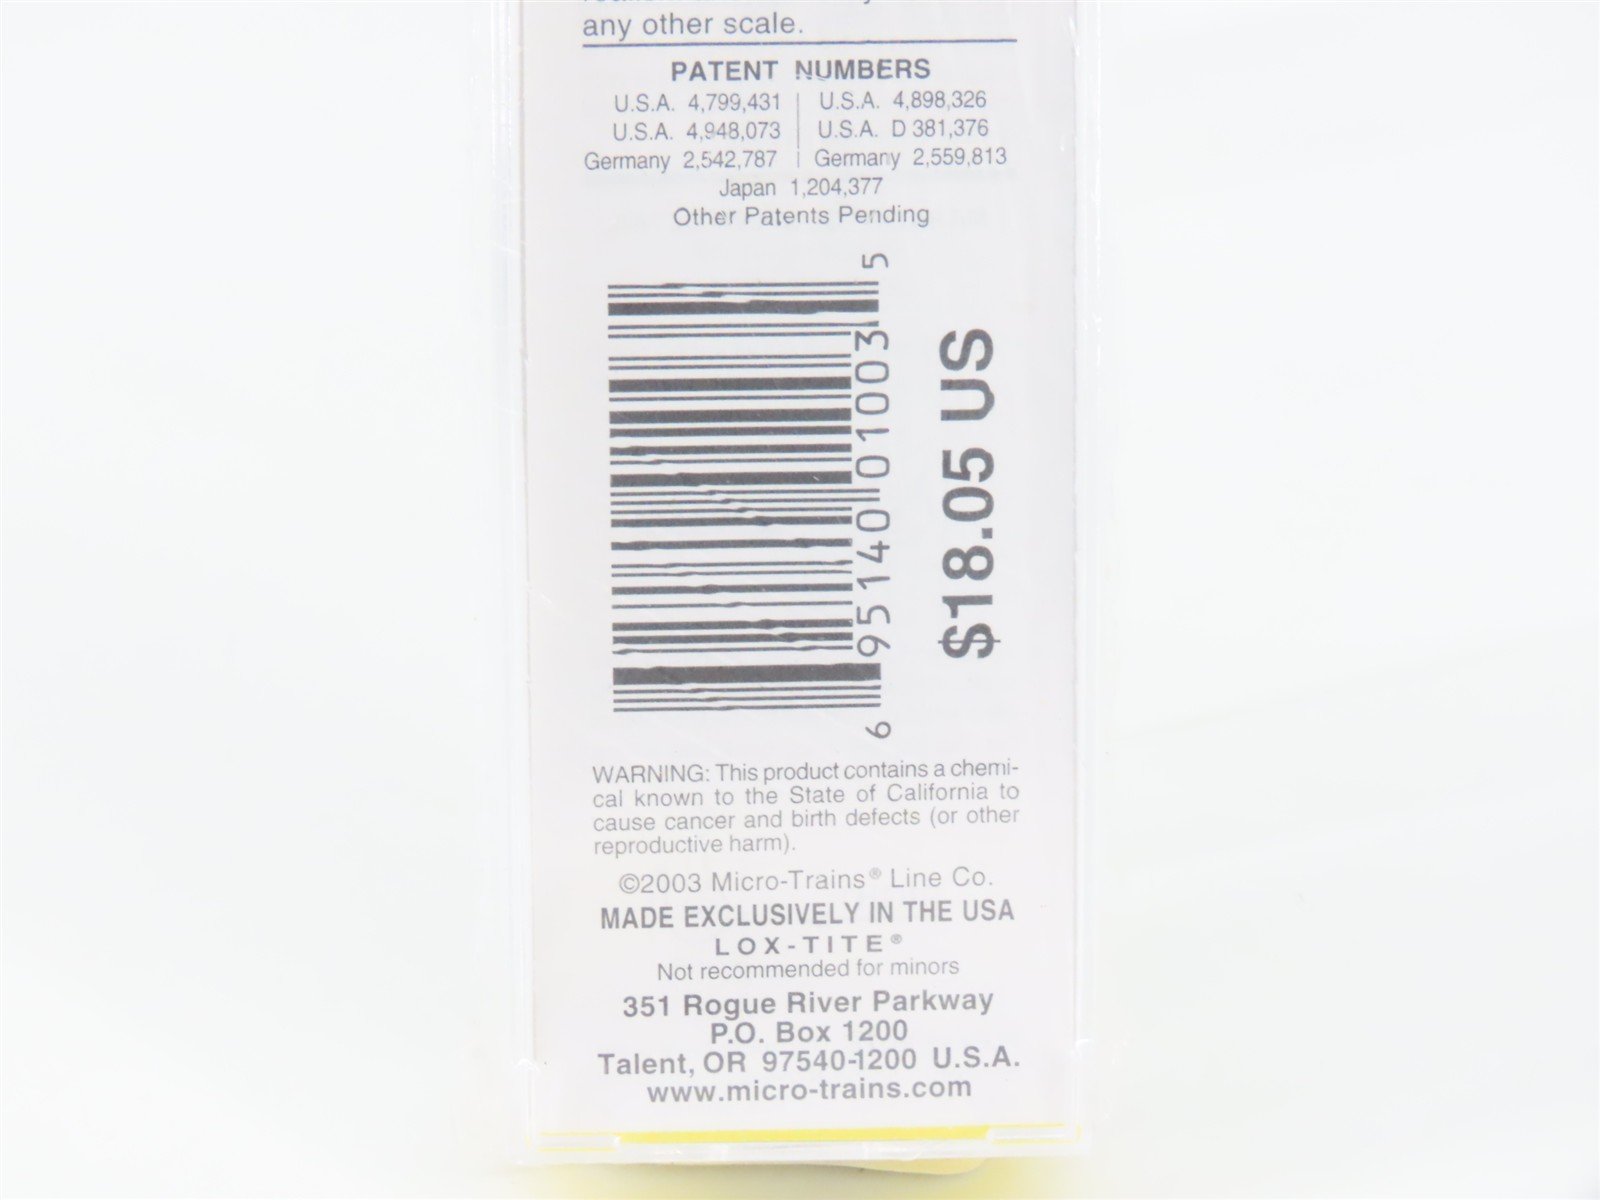 any other scale.
PATENT NUMBERS
U.S.A. 4,799,431 | U.S.A. 4,898,326
U.S.A. 4,948,073 | U.S.A. D 381,376
Germany 2,542,787 | Germany 2,559,813
Japan 1,204,377
Other Patents Pending
6 95140 01003 5
$18.05 US
WARNING: This product contains a chemi-
cal known to the State of California to
cause cancer and birth defects (or other
reproductive harm).
©2003 Micro-Trains® Line Co.
MADE EXCLUSIVELY IN THE USA
LOX-TITE®
Not recommended for minors
351 Rogue River Parkway
P.O. Box 1200
Talent, OR 97540-1200 U.S.A.
www.micro-trains.com